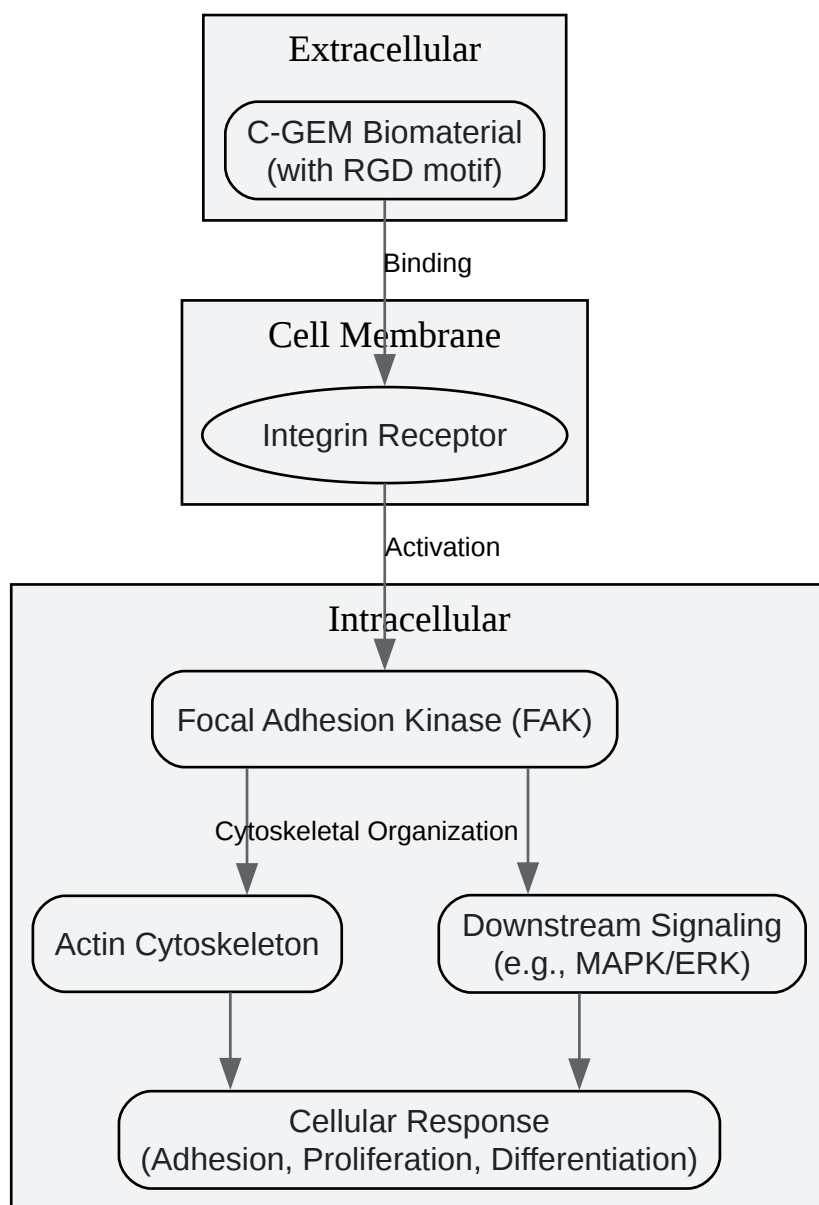 Extracellular
C-GEM Biomaterial
(with RGD motif)
Binding
Cell Membrane
Integrin Receptor
Activation
Intracellular
Focal Adhesion Kinase (FAK)
Cytoskeletal Organization
Actin Cytoskeleton
Downstream Signaling
(e.g., MAPK/ERK)
Cellular Response
(Adhesion, Proliferation, Differentiation)